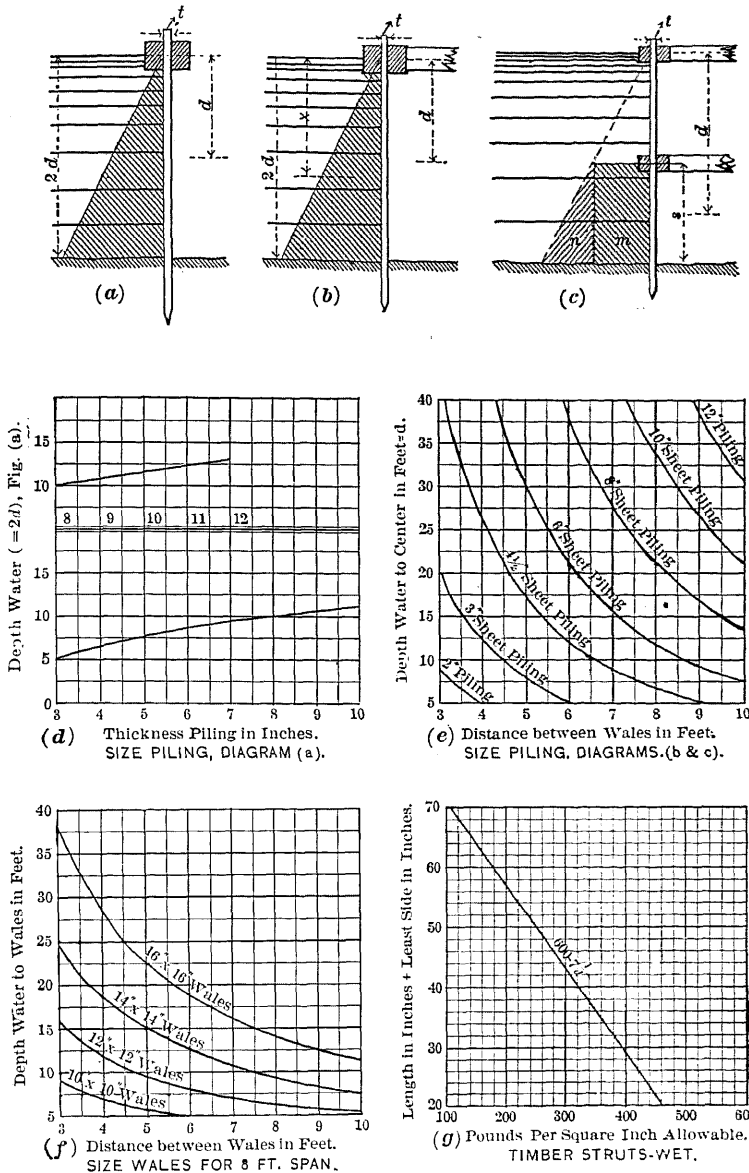 t
t
t
2 d
d
2 d
x
d
d
s
n
m
(a)
(b)
(c)
Depth Water (=2d), Fig. (a).
15
10
8 9 10 11 12
15
10
5
0
3 4 5 6 7 8 9 10
(d) Thickness Piling in Inches.
SIZE PILING, DIAGRAM (a).
Depth Water to Center in Feet=d.
40
35
30
25
20
15
10
5
12" Piling
10" Sheet Piling
8" Sheet Piling
6" Sheet Piling
4½" Sheet Piling
3" Sheet Piling
2" Piling
3 4 5 6 7 8 9 10
(e) Distance between Wales in Feet.
SIZE PILING, DIAGRAMS.(b & c).
Depth Water to Wales in Feet.
40
35
30
25
20
15
10
5
16"x 16" Wales
14"x 14" Wales
12"x 12" Wales
10"x 10" Wales
3 4 5 6 7 8 9 10
(f) Distance between Wales in Feet.
SIZE WALES FOR 8 FT. SPAN.
Length in Inches + Least Side in Inches.
70
60
50
40
30
20
100 200 300 400 500 600
(g) Pounds Per Square Inch Allowable.
TIMBER STRUTS-WET.